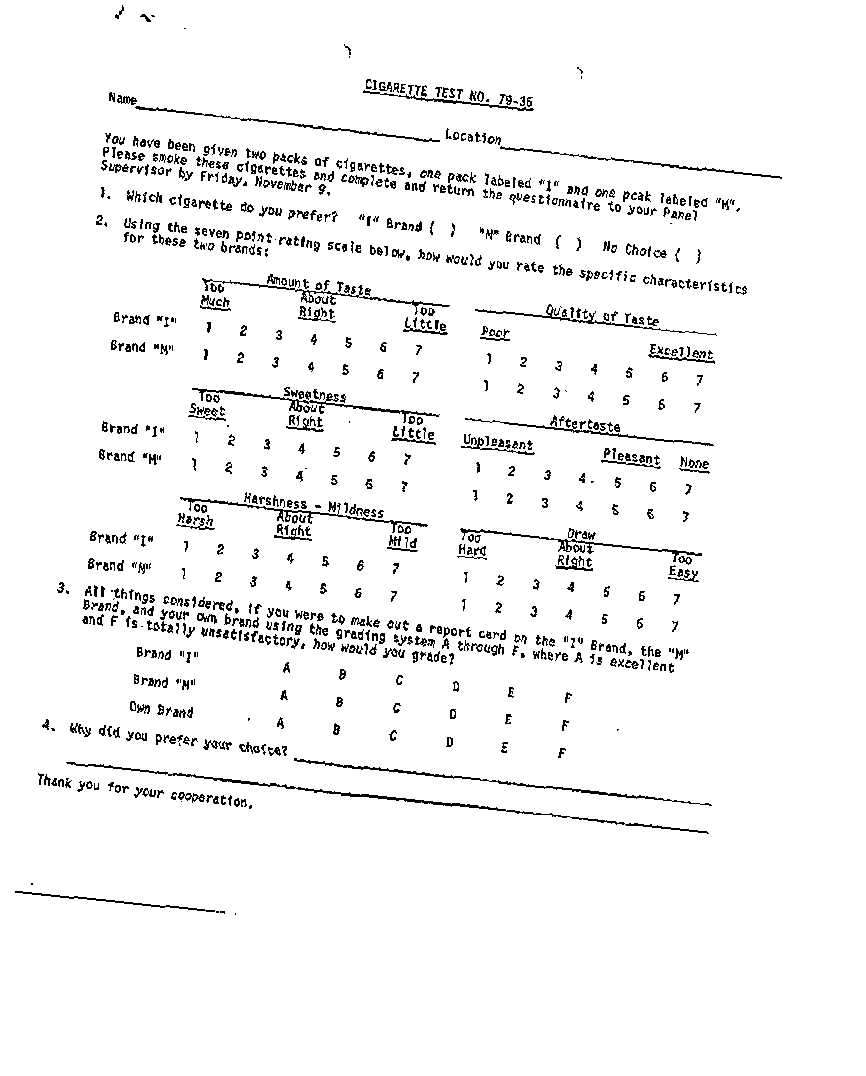 CIGARETTE TEST NO. 79-35
Name Location
You have been given two packs of cigarettes, one pack labeled "I" and one pcak labeled "M".
Please smoke these cigarettes and complete and return the questionnaire to your Panel
Supervisor by Friday, November 9.
1. Which cigarette do you prefer? "I" Brand ( ) "M" Brand ( ) No Choice ( )
2. Using the seven point rating scale below, how would you rate the specific characteristics
for these two brands:
Amount of Taste
Too Much About Right Too Little
Brand "I" 1 2 3 4 5 6 7
Brand "M" 1 2 3 4 5 6 7
Quality of Taste
Poor Excellent
1 2 3 4 5 6 7
1 2 3 4 5 6 7
Sweetness
Too Sweet About Right Too Little
Brand "I" 1 2 3 4 5 6 7
Brand "M" 1 2 3 4 5 6 7
Aftertaste
Unpleasant Pleasant None
1 2 3 4 5 6 7
1 2 3 4 5 6 7
Harshness - Mildness
Too Harsh About Right Too Mild
Brand "I" 1 2 3 4 5 6 7
Brand "M" 1 2 3 4 5 6 7
Draw
Too Hard About Right Too Easy
1 2 3 4 5 6 7
1 2 3 4 5 6 7
3. All things considered, if you were to make out a report card on the "I" Brand, the "M"
Brand, and your own brand using the grading system A through F, where A is excellent
and F is totally unsatisfactory, how would you grade?
Brand "I" A B C D E F
Brand "M" A B C D E F
Own Brand A B C D E F
4. Why did you prefer your choice?
Thank you for your cooperation.